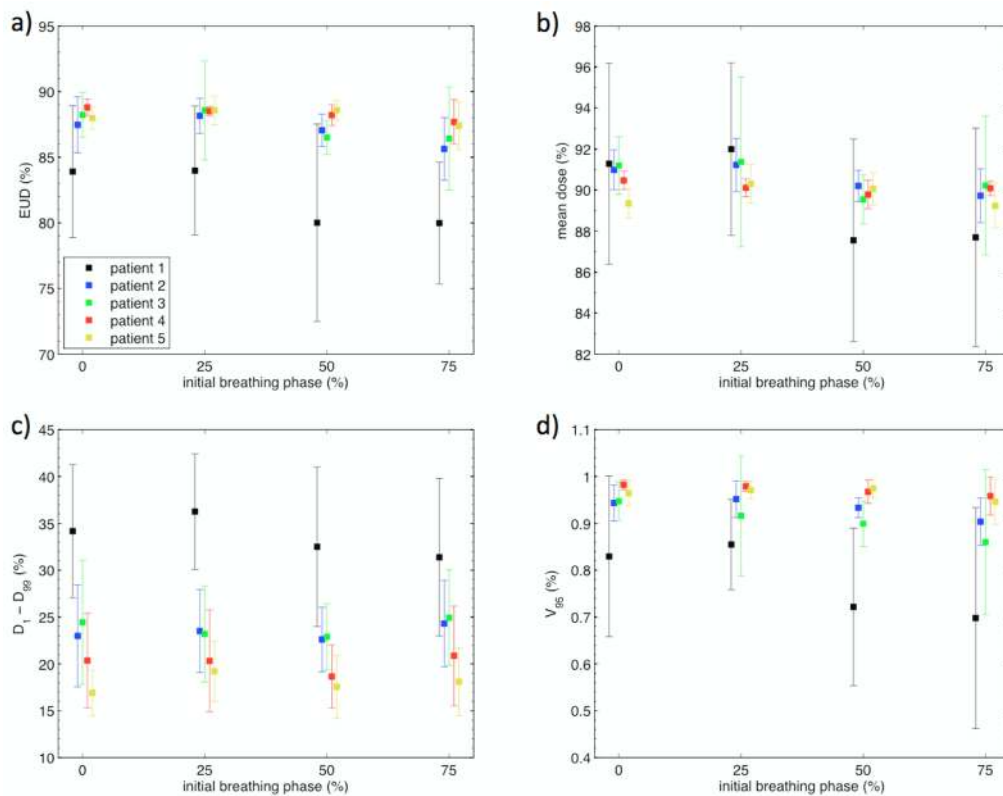 a)
95
90
85
80
75
70
EUD (%)
patient 1
patient 2
patient 3
patient 4
patient 5
0 25 50 75
initial breathing phase (%)
b)
98
96
94
92
90
88
86
84
82
mean dose (%)
0 25 50 75
initial breathing phase (%)
c)
45
40
35
30
25
20
15
10
D1 − D99 (%)
0 25 50 75
initial breathing phase (%)
d)
1.1
1
0.9
0.8
0.7
0.6
0.5
0.4
V95 (%)
0 25 50 75
initial breathing phase (%)